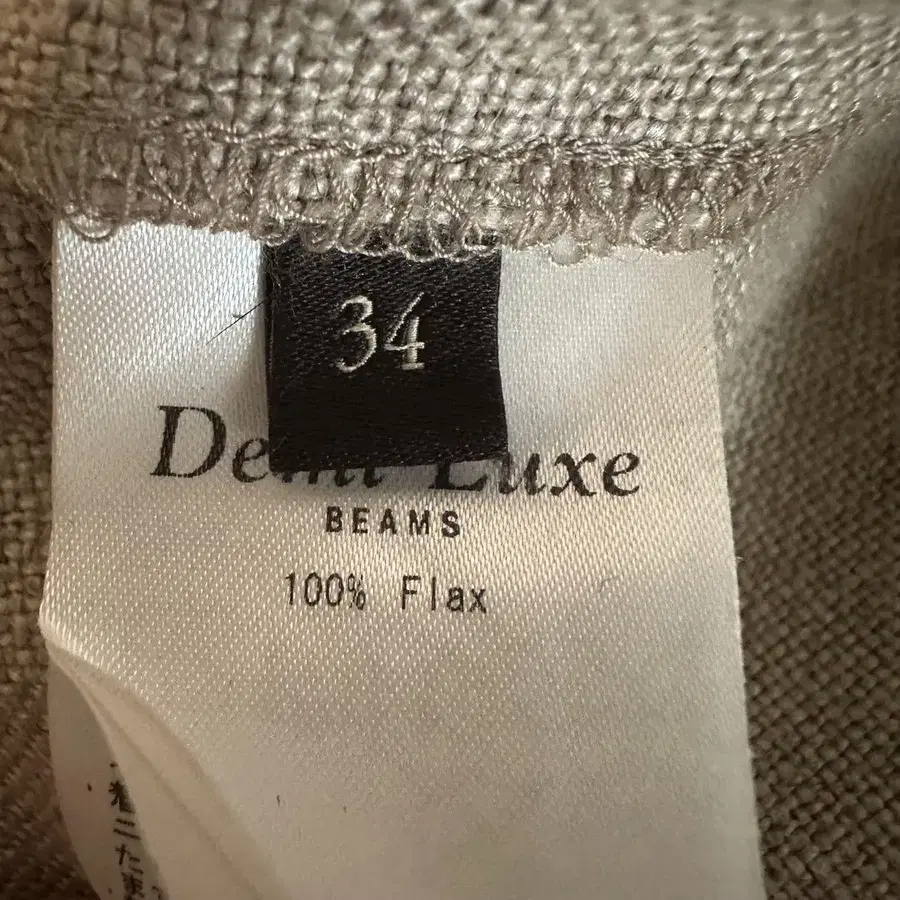 34
Demi-Luxe
BEAMS
100% Flax